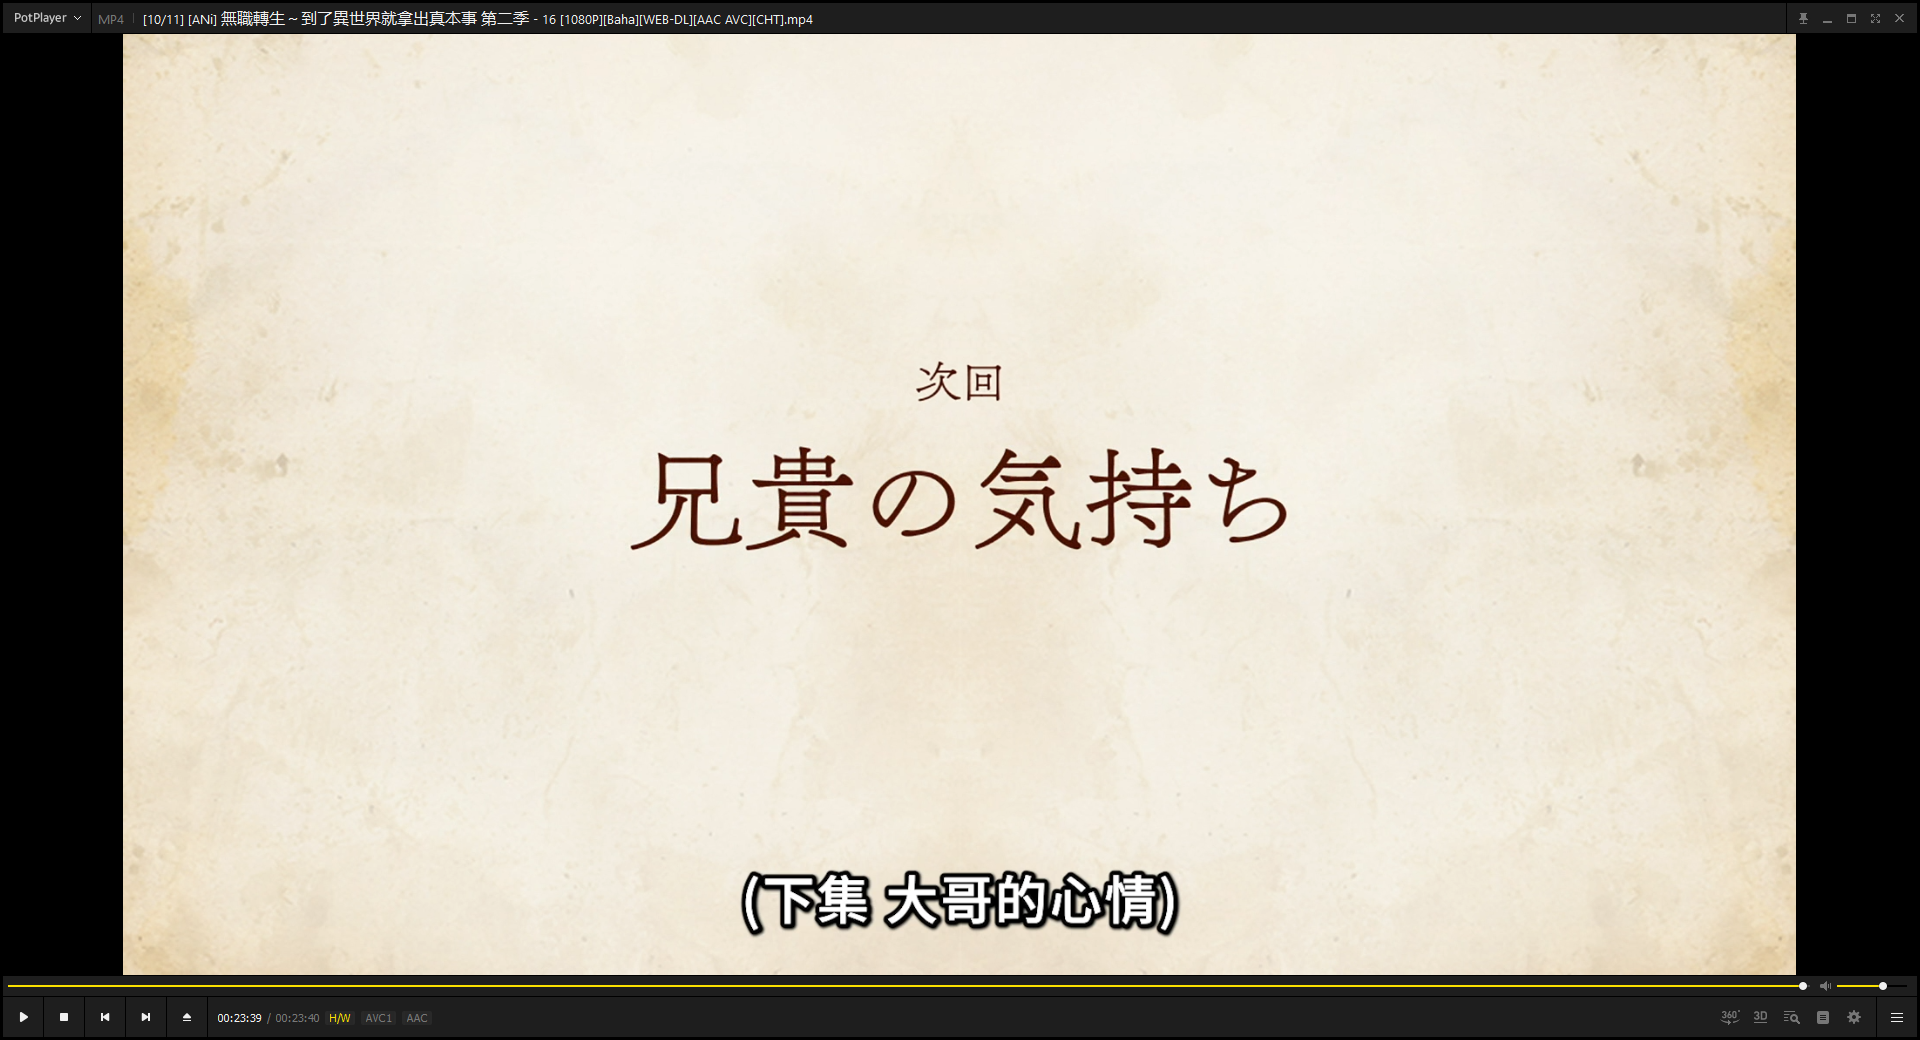 PotPlayer
MP4
[10/11] [ANi] 無職轉生～到了異世界就拿出真本事 第二季 - 16 [1080P][Baha][WEB-DL][AAC AVC][CHT].mp4
次回
兄貴の気持ち
(下集 大哥的心情)
00:23:39 / 00:23:40 H/W AVC1 AAC
360°
3D